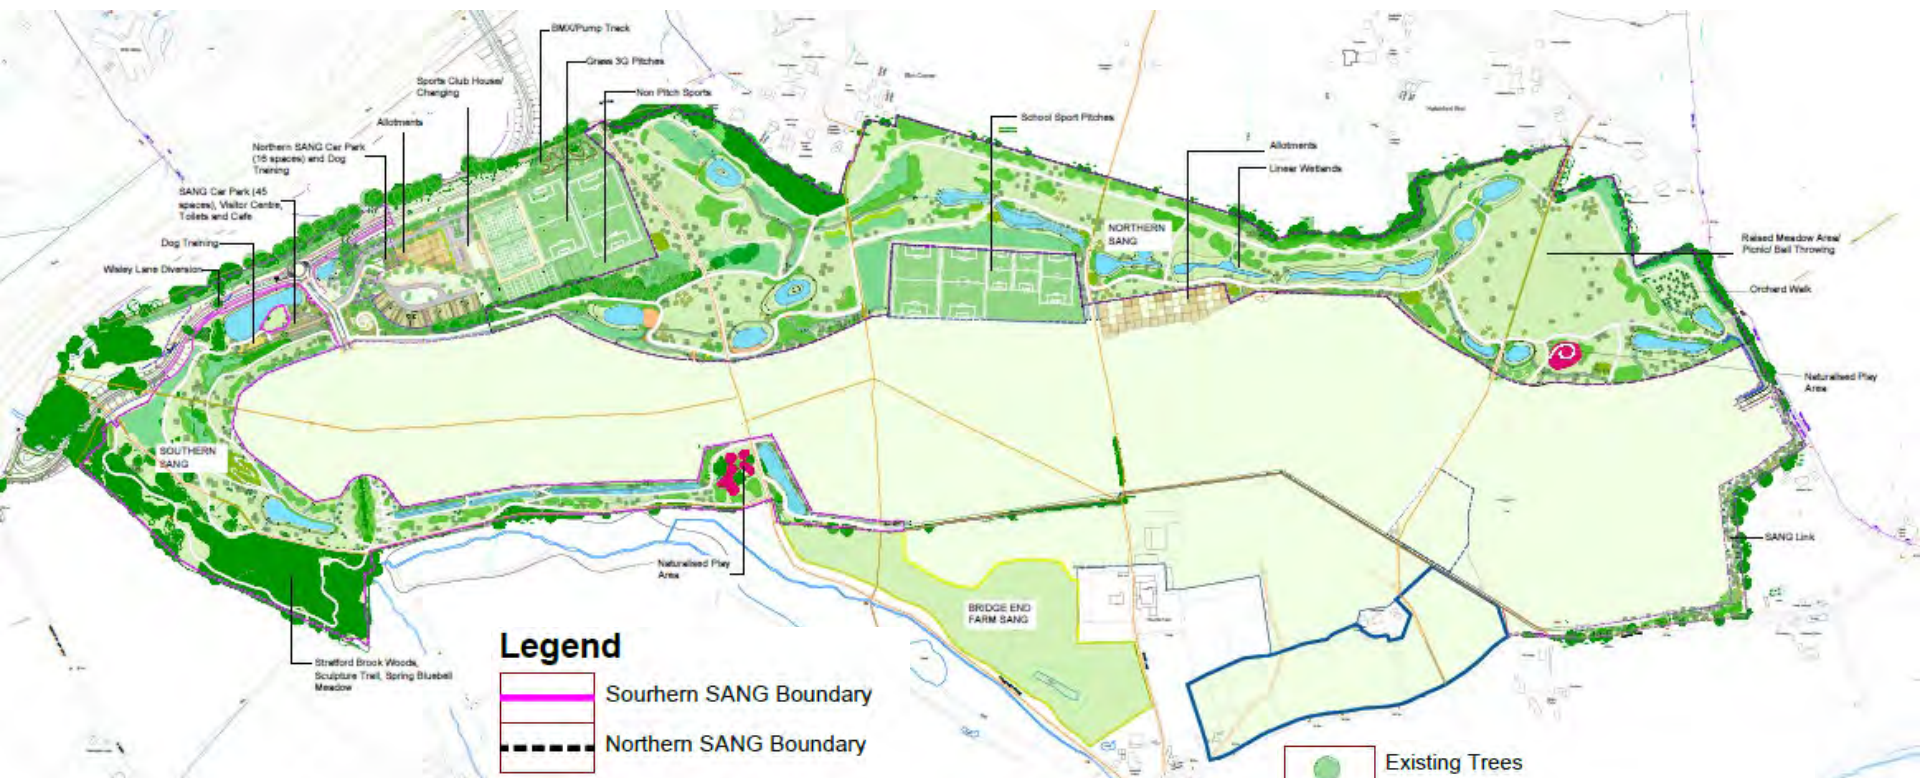 BMX/Pump Track
Grass 3G Pitches
Sports Club House/
Changing
Non Pitch Sports
Allotments
School Sport Pitches
Northern SANG Car Park
(16 spaces) and Dog
Training
Allotments
Linear Wetlands
SANG Car Park (45
spaces), Visitor Centre,
Toilets and Cafe
Dog Training
NORTHERN
SANG
Raised Meadow Area/
Picnic/ Ball Throwing
Wisley Lane Diversion
Orchard Walk
Naturalised Play
Area
SOUTHERN
SANG
SANG Link
Naturalised Play
Area
BRIDGE END
FARM SANG
Stratford Brook Woods,
Sculpture Trail, Spring Bluebell
Meadow
Legend
Sourhern SANG Boundary
Northern SANG Boundary
Existing Trees